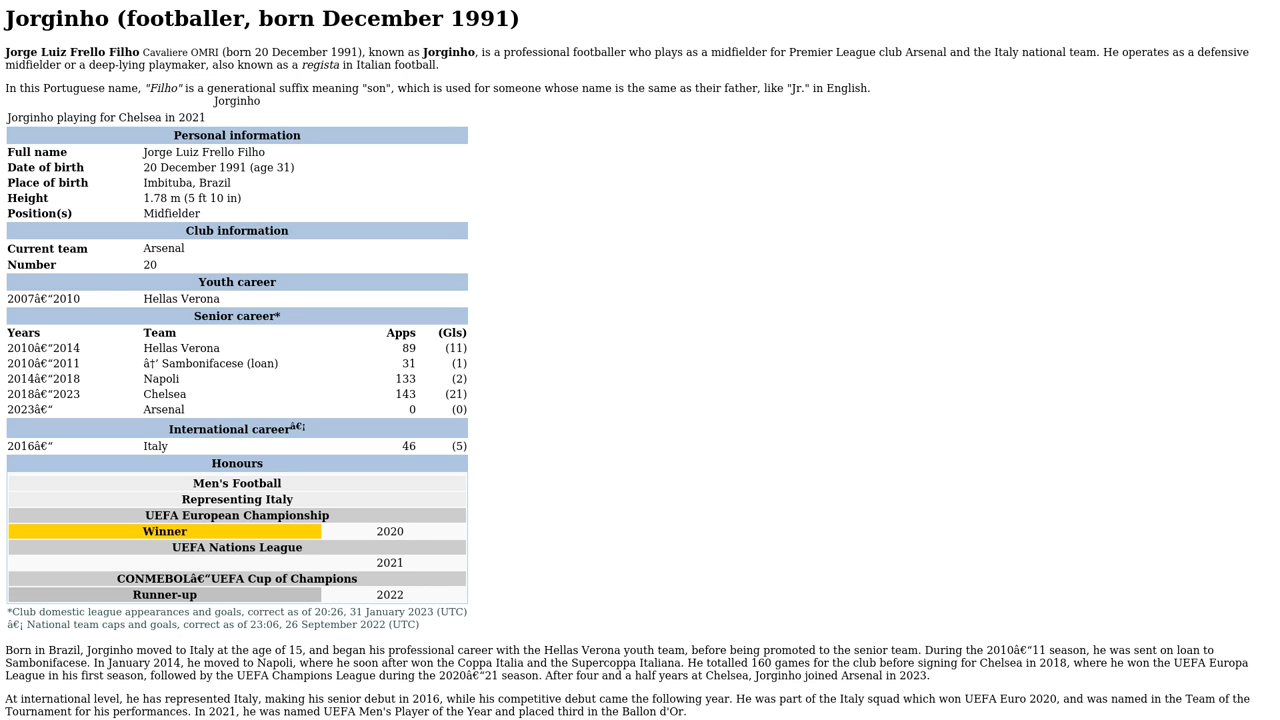 Jorginho (footballer, born December 1991)
Jorge Luiz Frello Filho Cavaliere OMRI (born 20 December 1991), known as Jorginho, is a professional footballer who plays as a midfielder for Premier League club Arsenal and the Italy national team. He operates as a defensive
midfielder or a deep-lying playmaker, also known as a regista in Italian football.
In this Portuguese name, "Filho" is a generational suffix meaning "son", which is used for someone whose name is the same as their father, like "Jr." in English.
Jorginho
Jorginho playing for Chelsea in 2021
Personal information
Full name Jorge Luiz Frello Filho
Date of birth 20 December 1991 (age 31)
Place of birth Imbituba, Brazil
Height 1.78 m (5 ft 10 in)
Position(s) Midfielder
Club information
Current team Arsenal
Number 20
Youth career
2007â€“2010 Hellas Verona
Senior career*
Years Team Apps (Gls)
2010â€“2014 Hellas Verona 89 (11)
2010â€“2011 â†’ Sambonifacese (loan) 31 (1)
2014â€“2018 Napoli 133 (2)
2018â€“2023 Chelsea 143 (21)
2023â€“ Arsenal 0 (0)
International careerâ€¡
2016â€“ Italy 46 (5)
Honours
Men's Football
Representing Italy
UEFA European Championship
Winner 2020
UEFA Nations League
2021
CONMEBOLâ€“UEFA Cup of Champions
Runner-up 2022
*Club domestic league appearances and goals, correct as of 20:26, 31 January 2023 (UTC)
â€¡ National team caps and goals, correct as of 23:06, 26 September 2022 (UTC)
Born in Brazil, Jorginho moved to Italy at the age of 15, and began his professional career with the Hellas Verona youth team, before being promoted to the senior team. During the 2010â€“11 season, he was sent on loan to
Sambonifacese. In January 2014, he moved to Napoli, where he soon after won the Coppa Italia and the Supercoppa Italiana. He totalled 160 games for the club before signing for Chelsea in 2018, where he won the UEFA Europa
League in his first season, followed by the UEFA Champions League during the 2020â€“21 season. After four and a half years at Chelsea, Jorginho joined Arsenal in 2023.
At international level, he has represented Italy, making his senior debut in 2016, while his competitive debut came the following year. He was part of the Italy squad which won UEFA Euro 2020, and was named in the Team of the
Tournament for his performances. In 2021, he was named UEFA Men's Player of the Year and placed third in the Ballon d'Or.